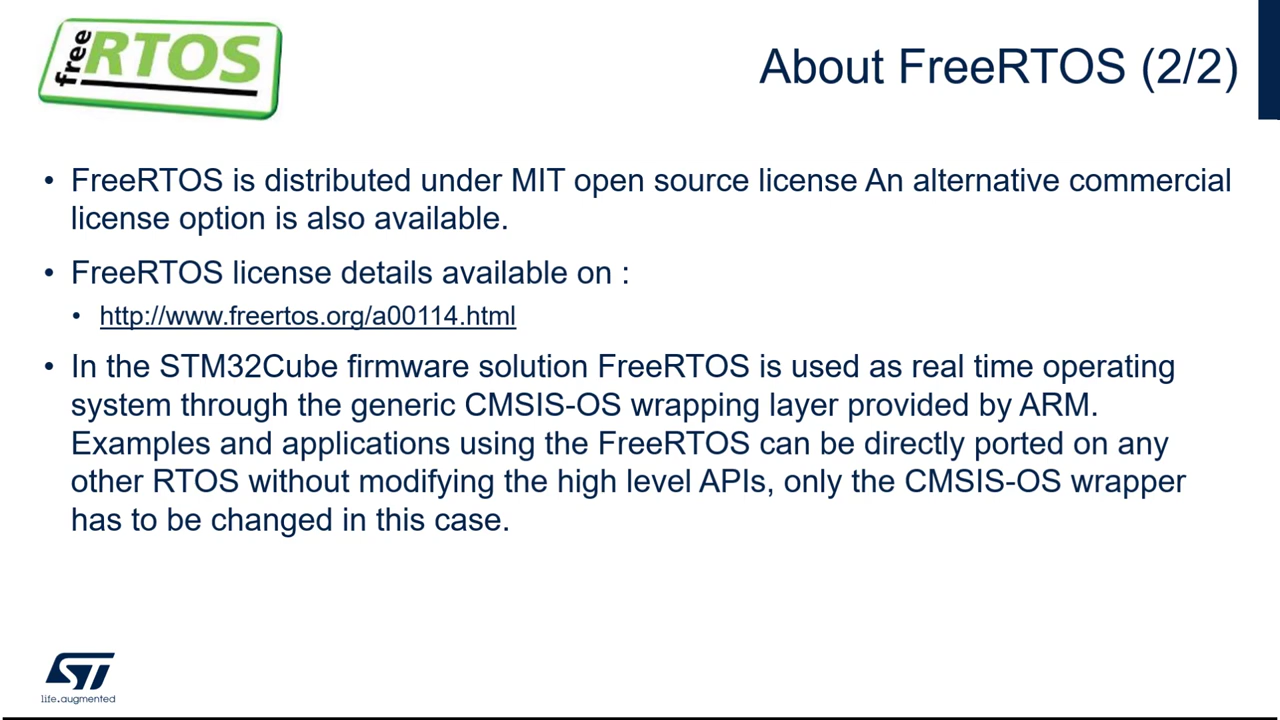 free RTOS
About FreeRTOS (2/2)
• FreeRTOS is distributed under MIT open source license An alternative commercial
license option is also available.
• FreeRTOS license details available on :
• http://www.freertos.org/a00114.html
• In the STM32Cube firmware solution FreeRTOS is used as real time operating
system through the generic CMSIS-OS wrapping layer provided by ARM.
Examples and applications using the FreeRTOS can be directly ported on any
other RTOS without modifying the high level APIs, only the CMSIS-OS wrapper
has to be changed in this case.
ST
life.augmented